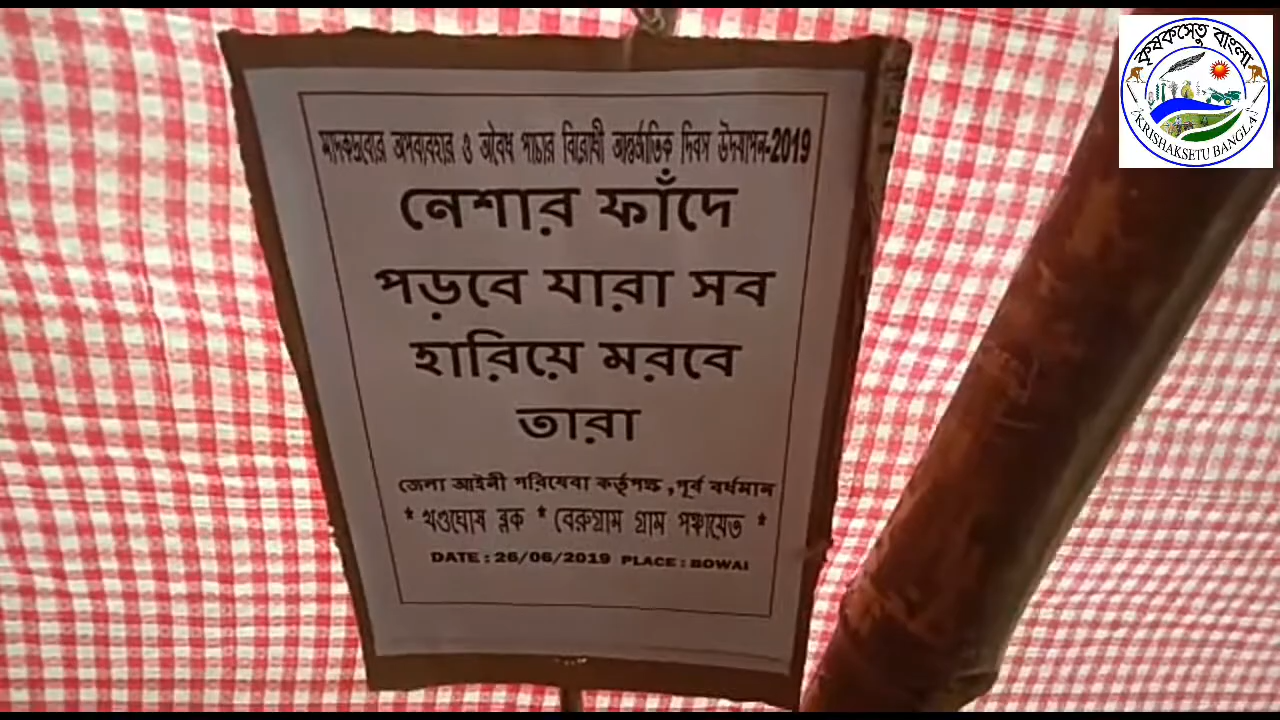 মাদকদ্রব্যের অপব্যবহার ও অবৈধ পাচার বিরোধী আন্তর্জাতিক দিবস উদযাপন-2019
নেশার ফাঁদে
পড়বে যারা সব
হারিয়ে মরবে
তারা
জেলা আইনী পরিষেবা কর্তৃপক্ষ ,পূর্ব বর্ধমান
* খণ্ডঘোষ ব্লক * বেরুগ্রাম গ্রাম পঞ্চায়েত *
DATE : 26/06/2019 PLACE : BOWAI
কৃষকসেতু বাংলা
KRISHAKSETU BANGLA